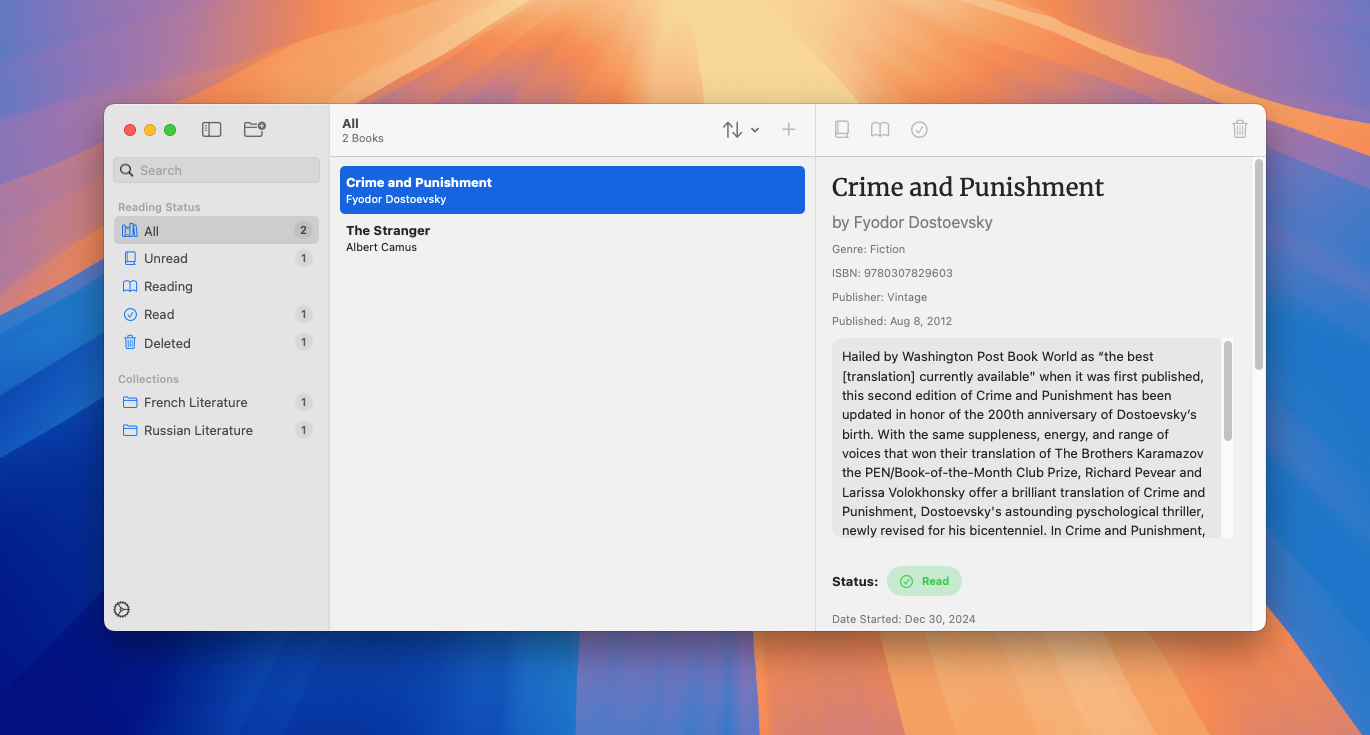 Search
Reading Status
All 2
Unread 1
Reading
Read 1
Deleted 1
Collections
French Literature 1
Russian Literature 1
All
2 Books
Crime and Punishment
Fyodor Dostoevsky
The Stranger
Albert Camus
Crime and Punishment
by Fyodor Dostoevsky
Genre: Fiction
ISBN: 9780307829603
Publisher: Vintage
Published: Aug 8, 2012
Hailed by Washington Post Book World as “the best
[translation] currently available" when it was first published,
this second edition of Crime and Punishment has been
updated in honor of the 200th anniversary of Dostoevsky’s
birth. With the same suppleness, energy, and range of
voices that won their translation of The Brothers Karamazov
the PEN/Book-of-the-Month Club Prize, Richard Pevear and
Larissa Volokhonsky offer a brilliant translation of Crime and
Punishment, Dostoevsky's astounding pyschological thriller,
newly revised for his bicentenniel. In Crime and Punishment,
Status: Read
Date Started: Dec 30, 2024